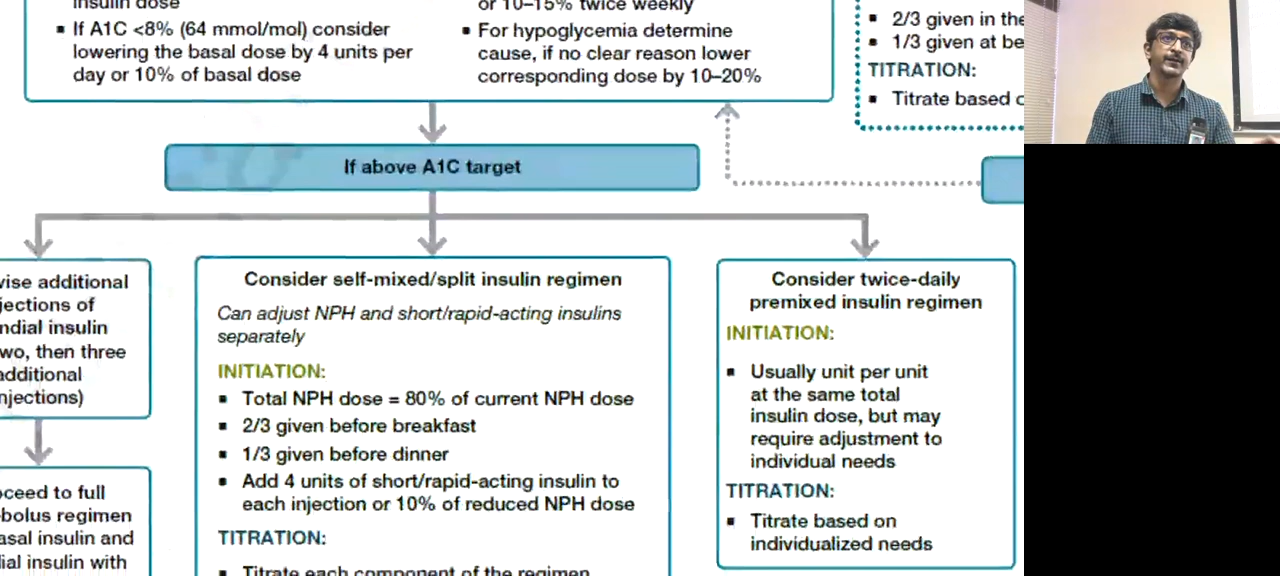 insulin dose
▪ If A1C <8% (64 mmol/mol) consider
lowering the basal dose by 4 units per
day or 10% of basal dose
or 10–15% twice weekly
▪ For hypoglycemia determine
cause, if no clear reason lower
corresponding dose by 10–20%
▪ 2/3 given in the
▪ 1/3 given at be
TITRATION:
▪ Titrate based o
If above A1C target
wise additional
jections of
ndial insulin
wo, then three
additional
njections)
oceed to full
-bolus regimen
asal insulin and
dial insulin with
Consider self-mixed/split insulin regimen
Can adjust NPH and short/rapid-acting insulins
separately
INITIATION:
▪ Total NPH dose = 80% of current NPH dose
▪ 2/3 given before breakfast
▪ 1/3 given before dinner
▪ Add 4 units of short/rapid-acting insulin to
each injection or 10% of reduced NPH dose
TITRATION:
▪ Titrate each component of the regimen
Consider twice-daily
premixed insulin regimen
INITIATION:
▪ Usually unit per unit
at the same total
insulin dose, but may
require adjustment to
individual needs
TITRATION:
▪ Titrate based on
individualized needs